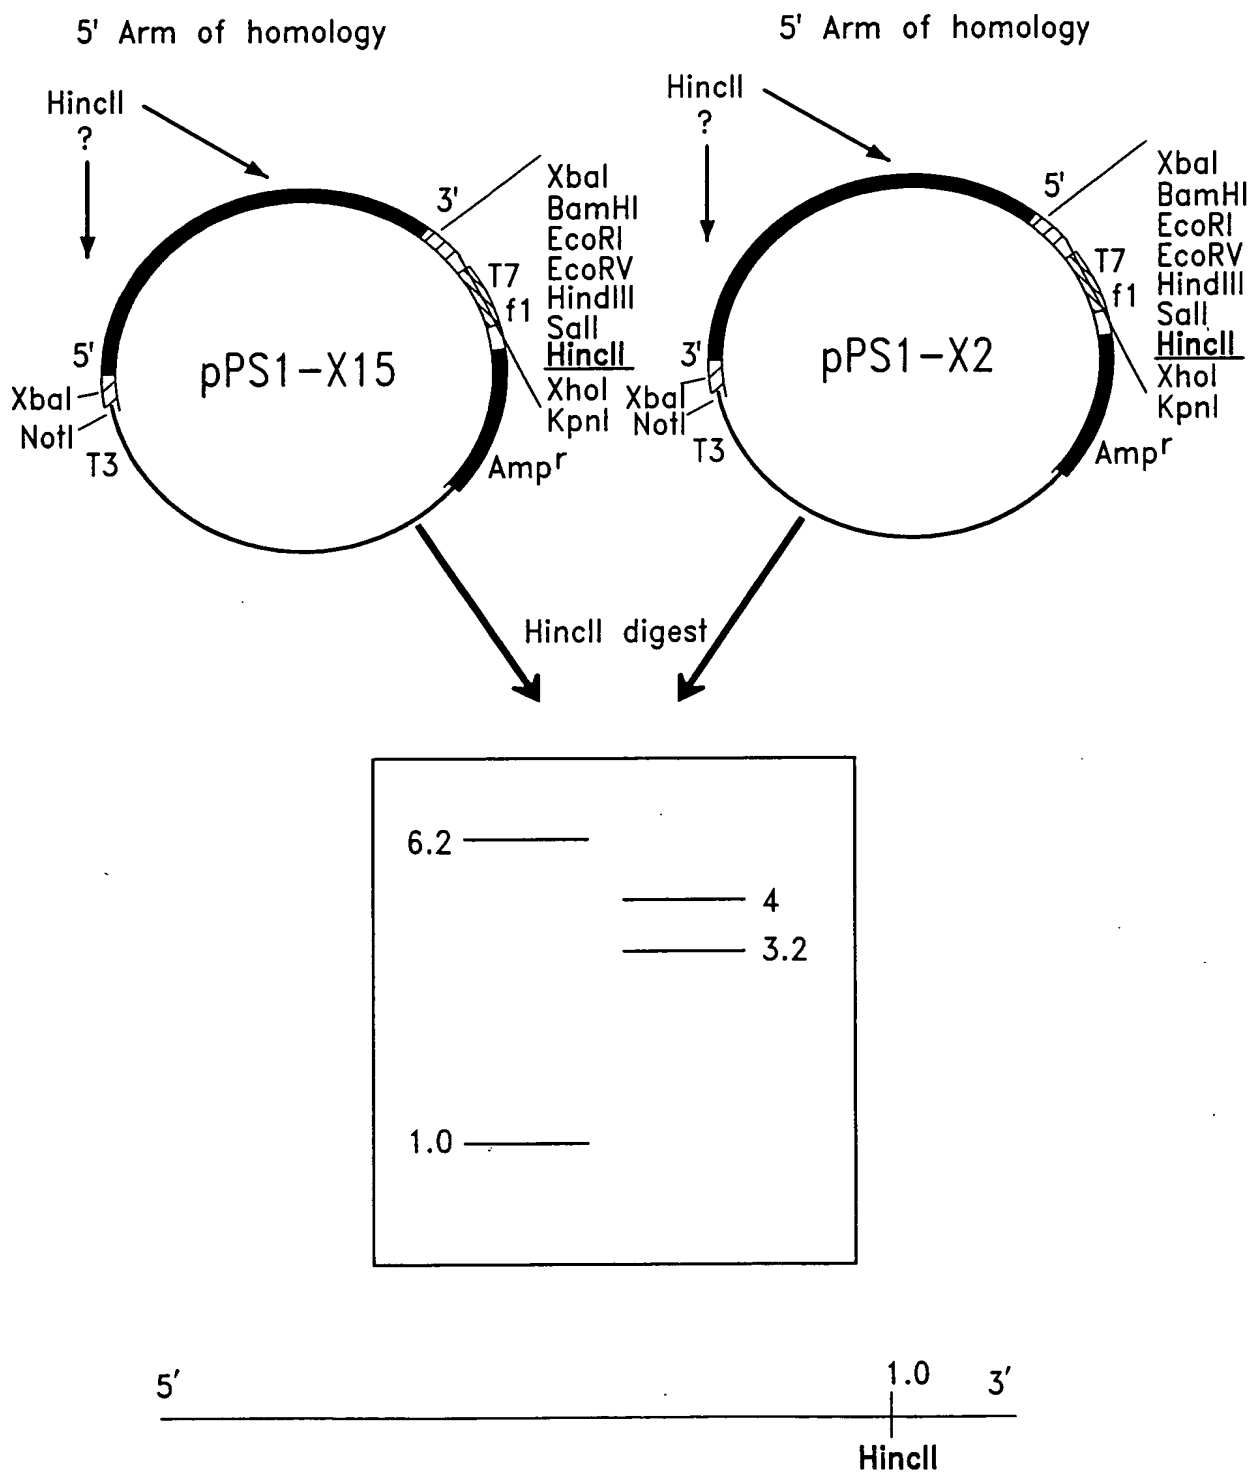 5' Arm of homology
HincII
?
3'
XbaI
BamHI
EcoRI
EcoRV
HindIII
SalI
HincII
XhoI
KpnI
T7
f1
5'
XbaI
NotI
T3
Ampr
pPS1-X15
5' Arm of homology
HincII
?
5'
XbaI
BamHI
EcoRI
EcoRV
HindIII
SalI
HincII
XhoI
KpnI
T7
f1
3'
XbaI
NotI
T3
Ampr
pPS1-X2
HincII digest
6.2
4
3.2
1.0
5' 1.0 3'
HincII